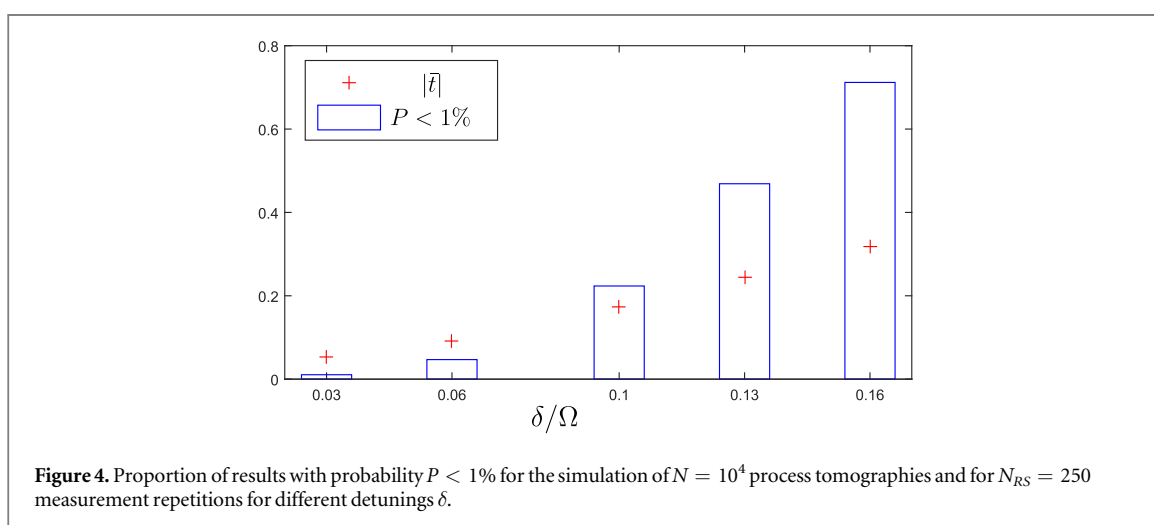 0.8
0.6
0.4
0.2
0
|t̄|
P < 1%
0.03 0.06 0.1 0.13 0.16
δ/Ω
Figure 4. Proportion of results with probability P < 1% for the simulation of N = 10⁴ process tomographies and for N_RS = 250
measurement repetitions for different detunings δ.